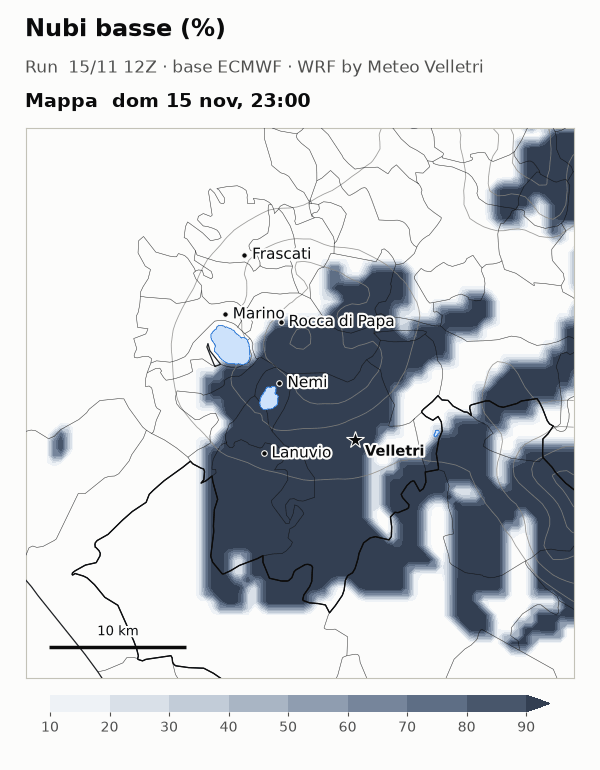 Nubi basse (%)
Run  15/11 12Z · base ECMWF · WRF by Meteo Velletri
Mappa  dom 15 nov, 23:00
Frascati
Marino
Rocca di Papa
Nemi
Velletri
Lanuvio
10 km
10 20 30 40 50 60 70 80 90